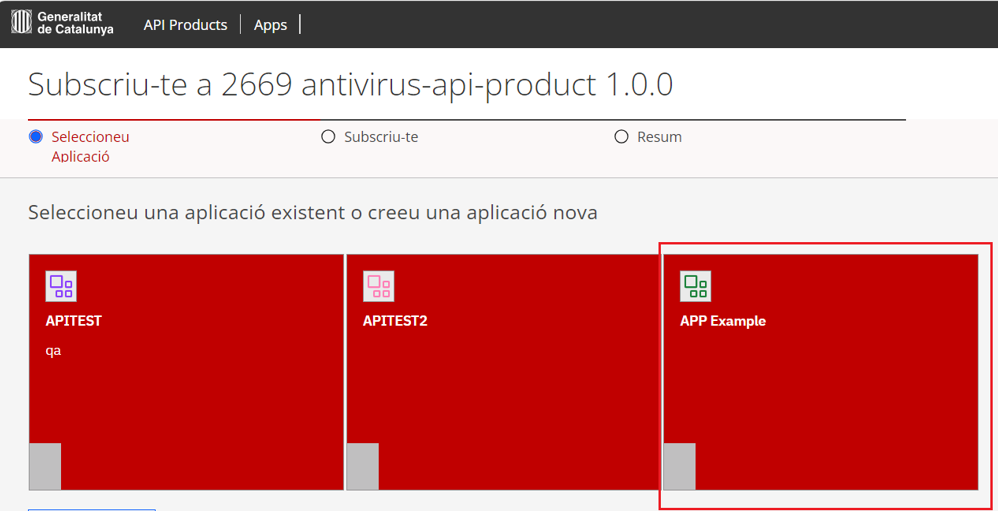 Generalitat
de Catalunya
API Products
Apps
Subscriu-te a 2669 antivirus-api-product 1.0.0
Seleccioneu
Aplicació
Subscriu-te
Resum
Seleccioneu una aplicació existent o creeu una aplicació nova
APITEST
qa
APITEST2
APP Example